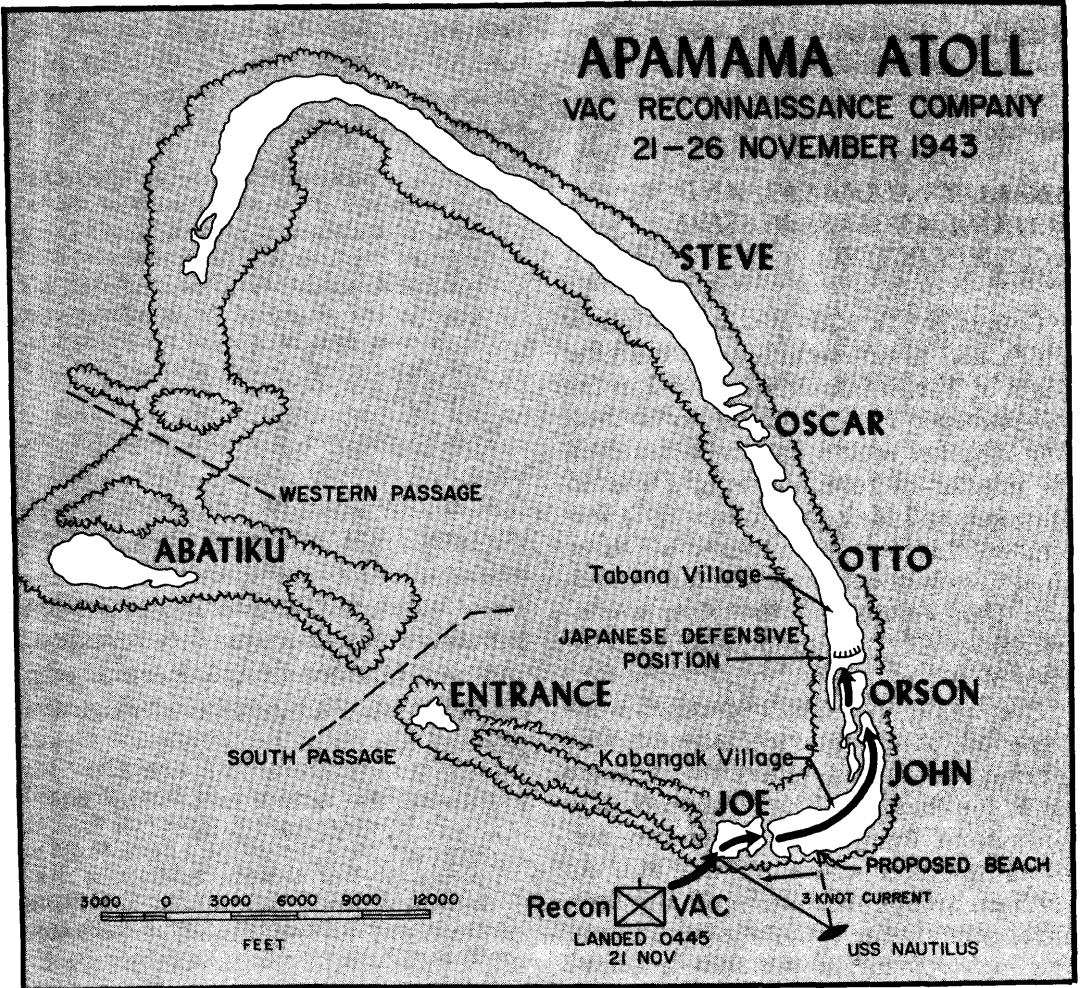 APAMAMA ATOLL
VAC RECONNAISSANCE COMPANY
21-26 NOVEMBER 1943
STEVE
OSCAR
WESTERN PASSAGE
ABATIKU
OTTO
Tabana Village
JAPANESE DEFENSIVE
POSITION
ENTRANCE
ORSON
SOUTH PASSAGE
Kabangak Village
JOHN
JOE
PROPOSED BEACH
3 KNOT CURRENT
3000 0 3000 6000 9000 12000
FEET
Recon VAC
LANDED 0445
21 NOV
USS NAUTILUS